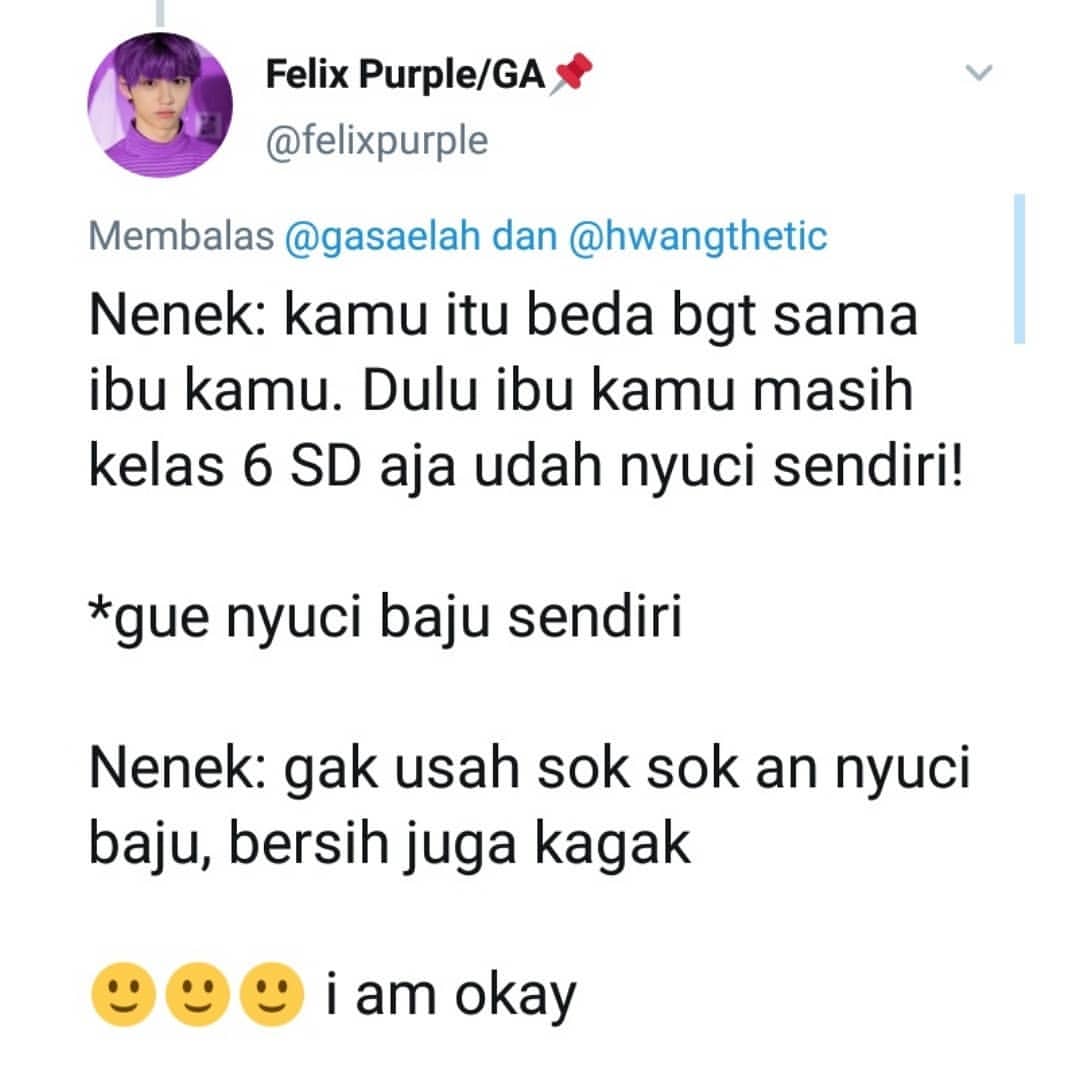 Felix Purple/GA📌
@felixpurple
Membalas @gasaelah dan @hwangthetic
Nenek: kamu itu beda bgt sama
ibu kamu. Dulu ibu kamu masih
kelas 6 SD aja udah nyuci sendiri!
*gue nyuci baju sendiri
Nenek: gak usah sok sok an nyuci
baju, bersih juga kagak
🙂🙂🙂 i am okay